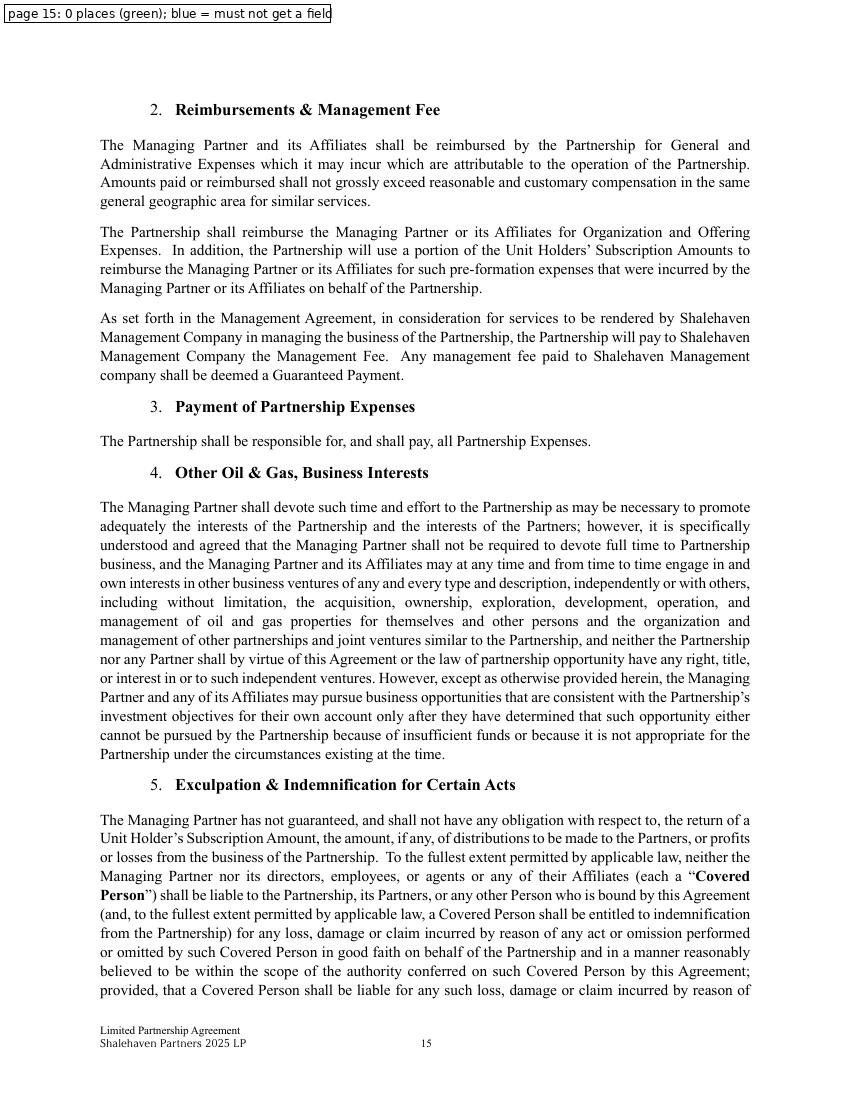 page 15: 0 places (green); blue = must not get a field
2. Reimbursements & Management Fee
The Managing Partner and its Affiliates shall be reimbursed by the Partnership for General and
Administrative Expenses which it may incur which are attributable to the operation of the Partnership.
Amounts paid or reimbursed shall not grossly exceed reasonable and customary compensation in the same
general geographic area for similar services.
The Partnership shall reimburse the Managing Partner or its Affiliates for Organization and Offering
Expenses. In addition, the Partnership will use a portion of the Unit Holders’ Subscription Amounts to
reimburse the Managing Partner or its Affiliates for such pre-formation expenses that were incurred by the
Managing Partner or its Affiliates on behalf of the Partnership.
As set forth in the Management Agreement, in consideration for services to be rendered by Shalehaven
Management Company in managing the business of the Partnership, the Partnership will pay to Shalehaven
Management Company the Management Fee. Any management fee paid to Shalehaven Management
company shall be deemed a Guaranteed Payment.
3. Payment of Partnership Expenses
The Partnership shall be responsible for, and shall pay, all Partnership Expenses.
4. Other Oil & Gas, Business Interests
The Managing Partner shall devote such time and effort to the Partnership as may be necessary to promote
adequately the interests of the Partnership and the interests of the Partners; however, it is specifically
understood and agreed that the Managing Partner shall not be required to devote full time to Partnership
business, and the Managing Partner and its Affiliates may at any time and from time to time engage in and
own interests in other business ventures of any and every type and description, independently or with others,
including without limitation, the acquisition, ownership, exploration, development, operation, and
management of oil and gas properties for themselves and other persons and the organization and
management of other partnerships and joint ventures similar to the Partnership, and neither the Partnership
nor any Partner shall by virtue of this Agreement or the law of partnership opportunity have any right, title,
or interest in or to such independent ventures. However, except as otherwise provided herein, the Managing
Partner and any of its Affiliates may pursue business opportunities that are consistent with the Partnership’s
investment objectives for their own account only after they have determined that such opportunity either
cannot be pursued by the Partnership because of insufficient funds or because it is not appropriate for the
Partnership under the circumstances existing at the time.
5. Exculpation & Indemnification for Certain Acts
The Managing Partner has not guaranteed, and shall not have any obligation with respect to, the return of a
Unit Holder’s Subscription Amount, the amount, if any, of distributions to be made to the Partners, or profits
or losses from the business of the Partnership. To the fullest extent permitted by applicable law, neither the
Managing Partner nor its directors, employees, or agents or any of their Affiliates (each a “Covered
Person”) shall be liable to the Partnership, its Partners, or any other Person who is bound by this Agreement
(and, to the fullest extent permitted by applicable law, a Covered Person shall be entitled to indemnification
from the Partnership) for any loss, damage or claim incurred by reason of any act or omission performed
or omitted by such Covered Person in good faith on behalf of the Partnership and in a manner reasonably
believed to be within the scope of the authority conferred on such Covered Person by this Agreement;
provided, that a Covered Person shall be liable for any such loss, damage or claim incurred by reason of
Limited Partnership Agreement
Shalehaven Partners 2025 LP 15